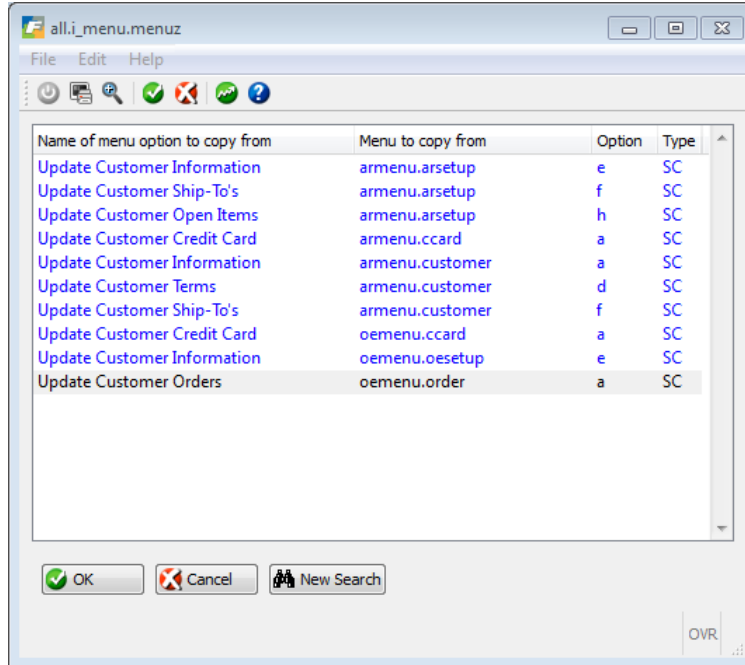 all.i_menu.menuz
File Edit Help
Name of menu option to copy from Menu to copy from Option Type
Update Customer Information armenu.arsetup e SC
Update Customer Ship-To's armenu.arsetup f SC
Update Customer Open Items armenu.arsetup h SC
Update Customer Credit Card armenu.ccard a SC
Update Customer Information armenu.customer a SC
Update Customer Terms armenu.customer d SC
Update Customer Ship-To's armenu.customer f SC
Update Customer Credit Card oemenu.ccard a SC
Update Customer Information oemenu.oesetup e SC
Update Customer Orders oemenu.order a SC
OK Cancel New Search
OVR